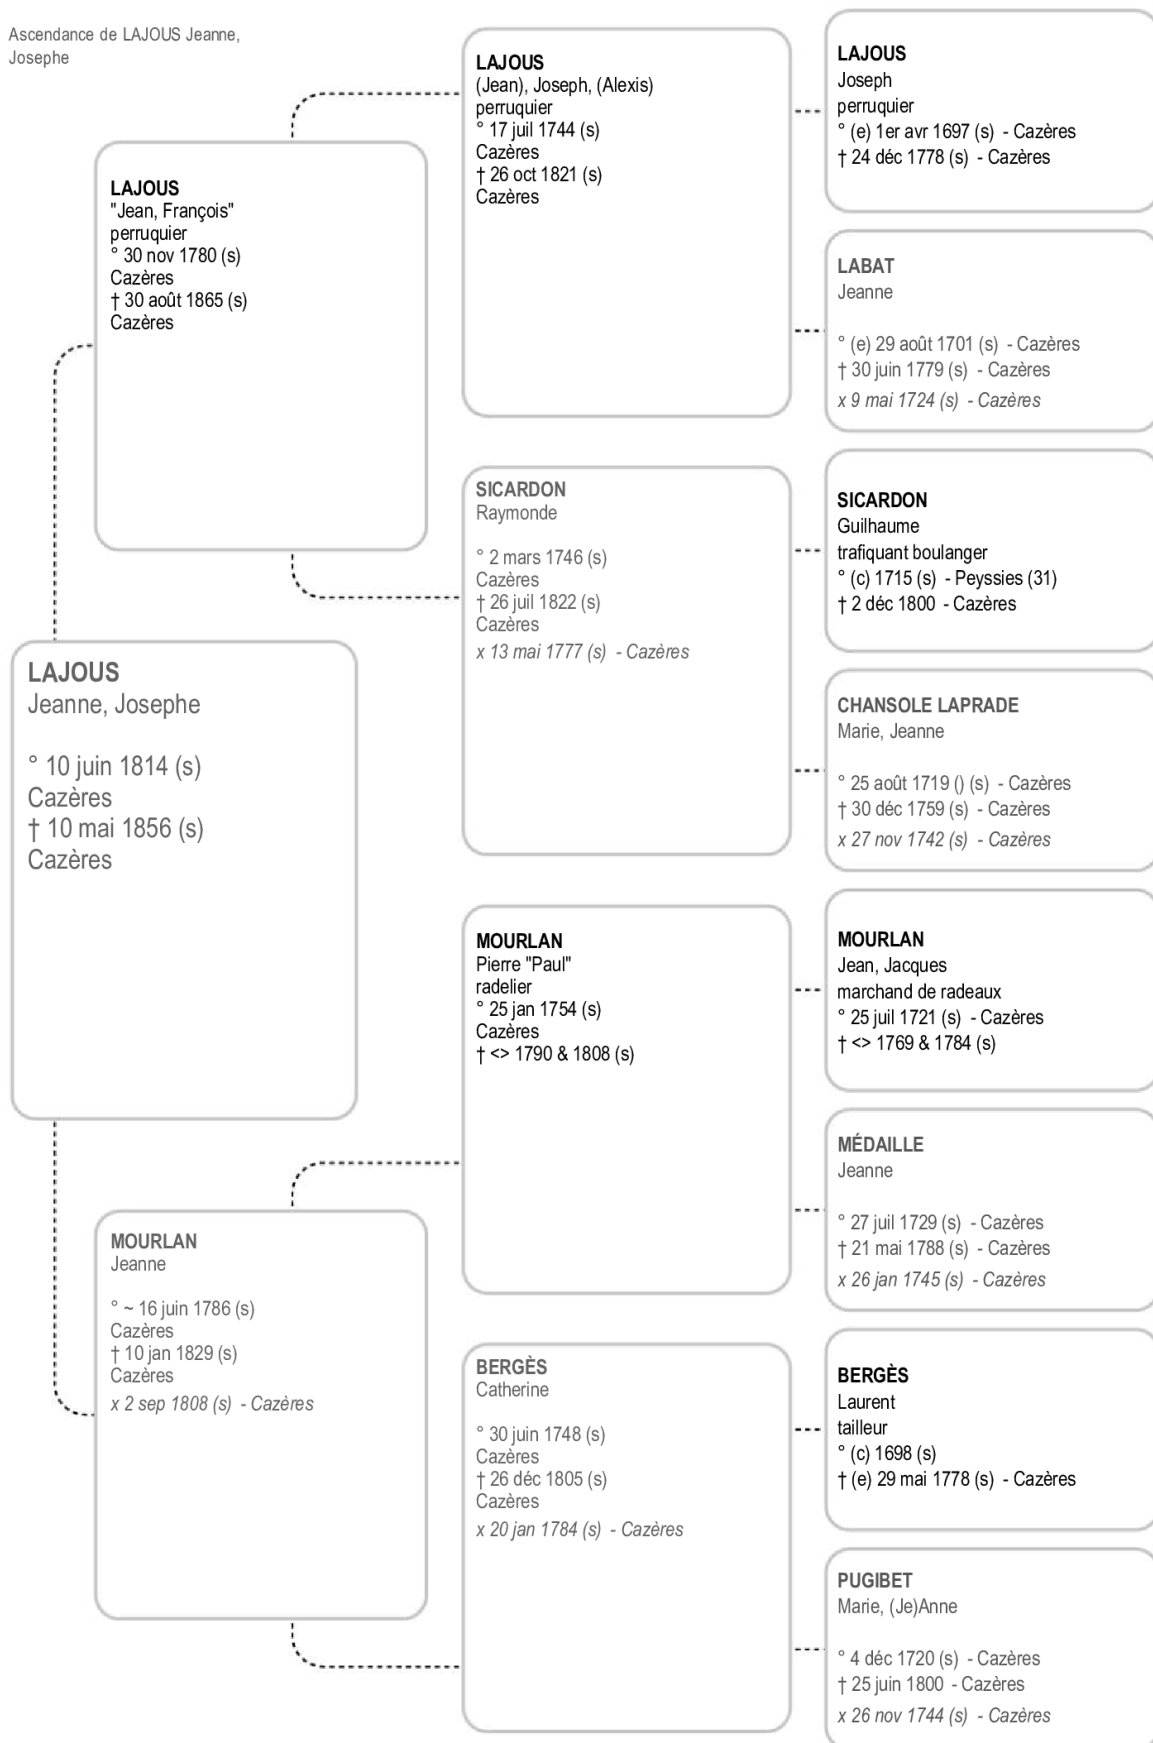 Ascendance de LAJOUS Jeanne,
Josephe
LAJOUS
Jeanne, Josephe
° 10 juin 1814 (s)
Cazères
† 10 mai 1856 (s)
Cazères
LAJOUS
"Jean, François"
perruquier
° 30 nov 1780 (s)
Cazères
† 30 août 1865 (s)
Cazères
MOURLAN
Jeanne
° ~ 16 juin 1786 (s)
Cazères
† 10 jan 1829 (s)
Cazères
x 2 sep 1808 (s) - Cazères
LAJOUS
(Jean), Joseph, (Alexis)
perruquier
° 17 juil 1744 (s)
Cazères
† 26 oct 1821 (s)
Cazères
SICARDON
Raymonde
° 2 mars 1746 (s)
Cazères
† 26 juil 1822 (s)
Cazères
x 13 mai 1777 (s) - Cazères
MOURLAN
Pierre "Paul"
radelier
° 25 jan 1754 (s)
Cazères
† <> 1790 & 1808 (s)
BERGÈS
Catherine
° 30 juin 1748 (s)
Cazères
† 26 déc 1805 (s)
Cazères
x 20 jan 1784 (s) - Cazères
LAJOUS
Joseph
perruquier
° (e) 1er avr 1697 (s) - Cazères
† 24 déc 1778 (s) - Cazères
LABAT
Jeanne
° (e) 29 août 1701 (s) - Cazères
† 30 juin 1779 (s) - Cazères
x 9 mai 1724 (s) - Cazères
SICARDON
Guilhaume
trafiquant boulanger
° (c) 1715 (s) - Peyssies (31)
† 2 déc 1800 - Cazères
CHANSOLE LAPRADE
Marie, Jeanne
° 25 août 1719 () (s) - Cazères
† 30 déc 1759 (s) - Cazères
x 27 nov 1742 (s) - Cazères
MOURLAN
Jean, Jacques
marchand de radeaux
° 25 juil 1721 (s) - Cazères
† <> 1769 & 1784 (s)
MÉDAILLE
Jeanne
° 27 juil 1729 (s) - Cazères
† 21 mai 1788 (s) - Cazères
x 26 jan 1745 (s) - Cazères
BERGÈS
Laurent
tailleur
° (c) 1698 (s)
† (e) 29 mai 1778 (s) - Cazères
PUGIBET
Marie, (Je)Anne
° 4 déc 1720 (s) - Cazères
† 25 juin 1800 - Cazères
x 26 nov 1744 (s) - Cazères